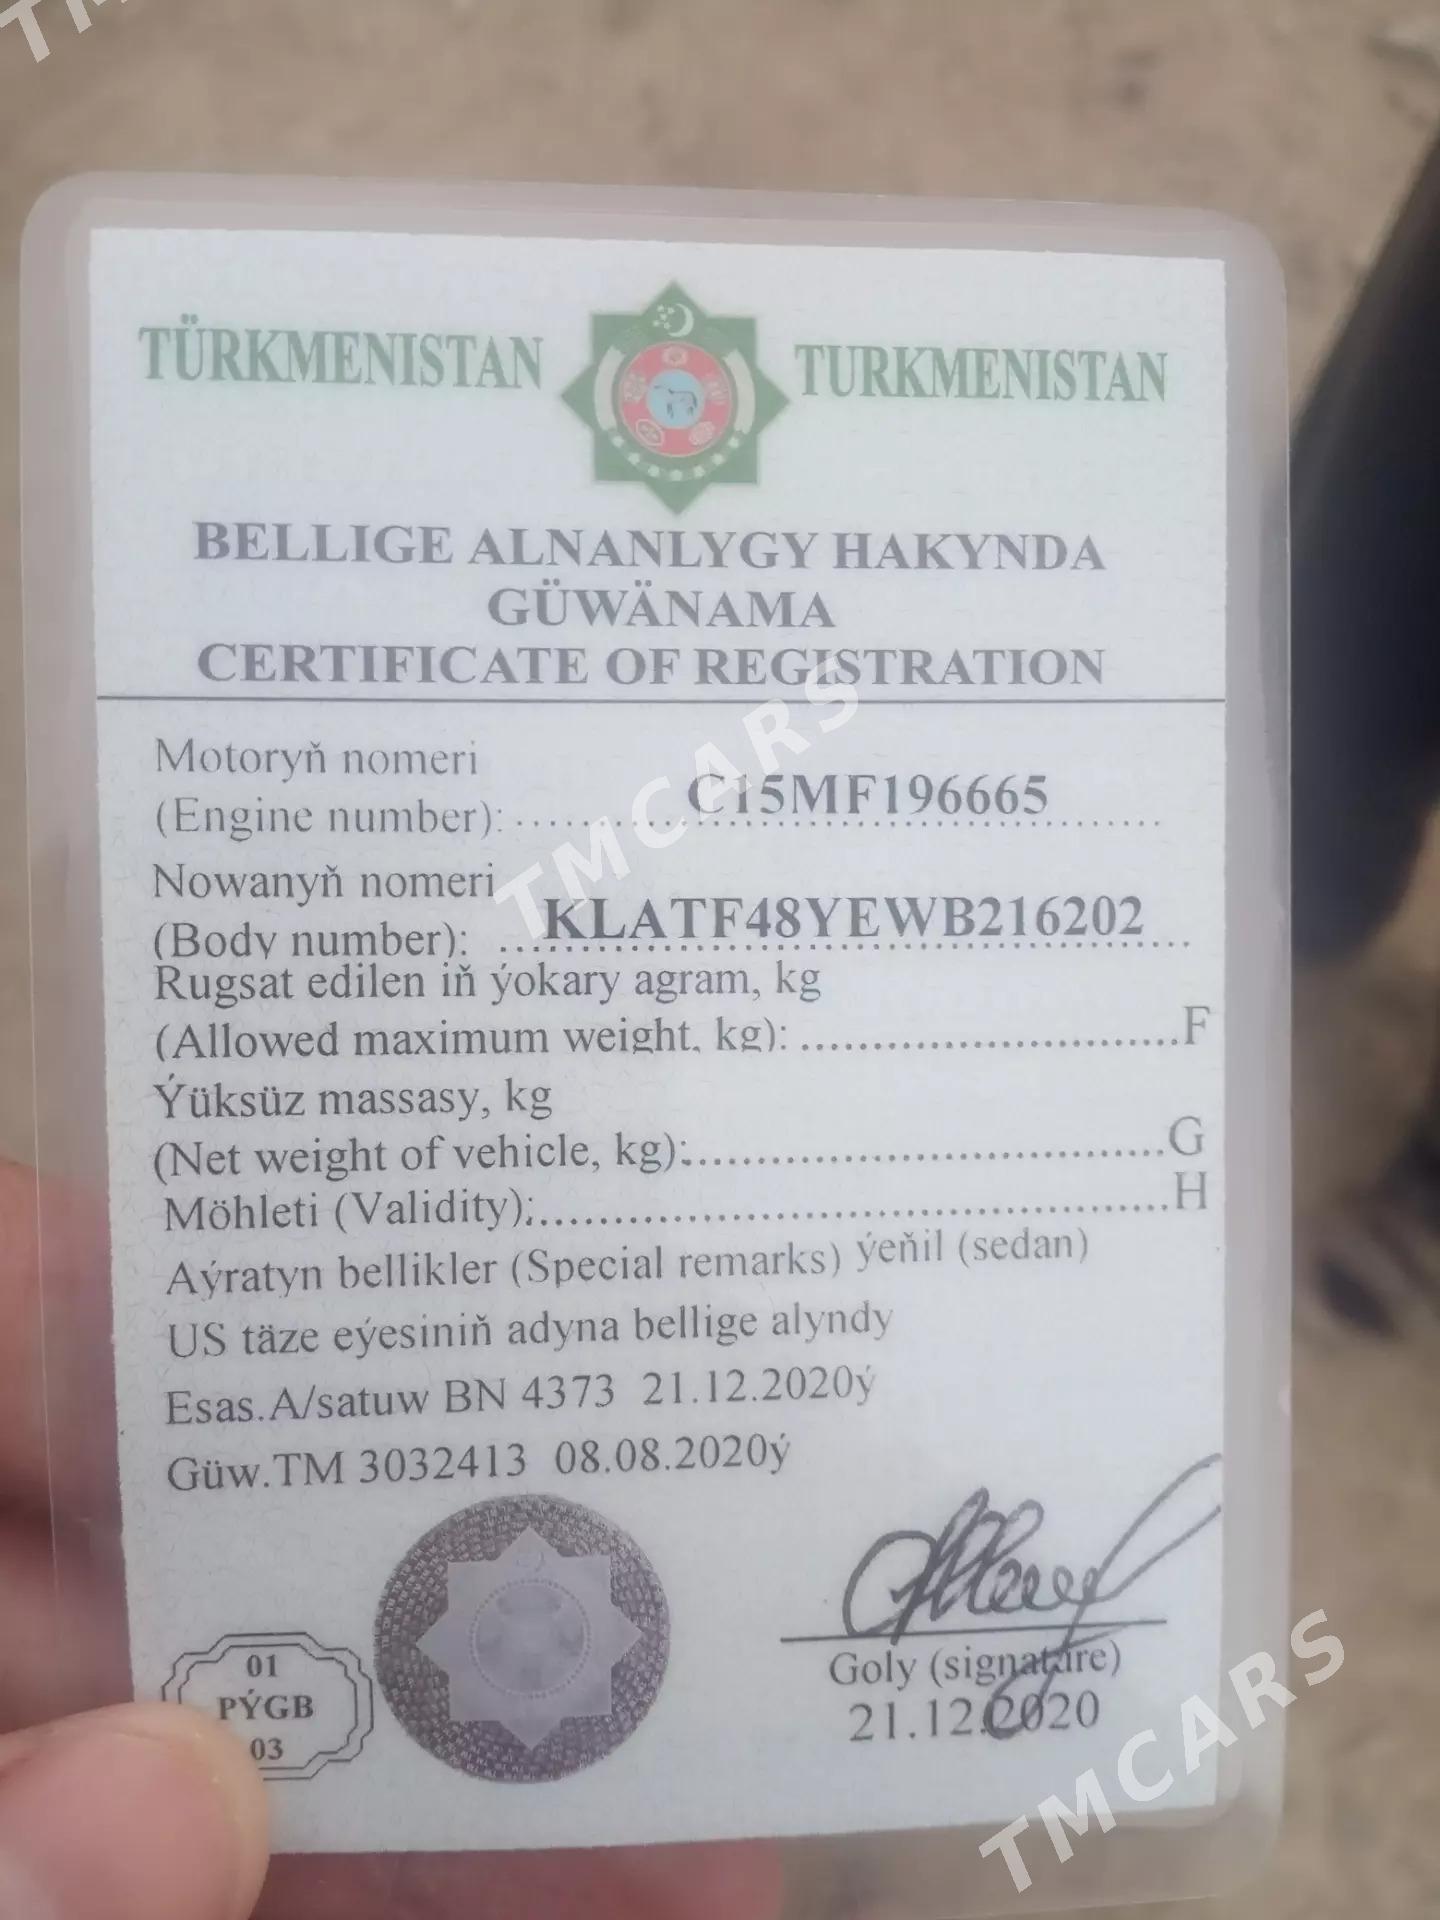 TM
TÜRKMENISTAN TURKMENISTAN
BELLIGE ALNANLYGY HAKYNDA
GÜWÄNAMA
CERTIFICATE OF REGISTRATION
Motoryň nomeri
(Engine number): C15MF196665
Nowanyň nomeri
(Body number): KLATF48YEWB216202
Rugsat edilen iň ýokary agram, kg
(Allowed maximum weight, kg): ............................F
Ýüksüz massasy, kg
(Net weight of vehicle, kg):....................................G
Möhleti (Validity):................................................H
Aýratyn bellikler (Special remarks) ýeňil (sedan)
US täze eýesiniň adyna bellige alyndy
Esas.A/satuw BN 4373 21.12.2020ý
Güw.TM 3032413 08.08.2020ý
01
PÝGB
03
Goly (signature)
21.12.2020
TMCARS
TMCARS